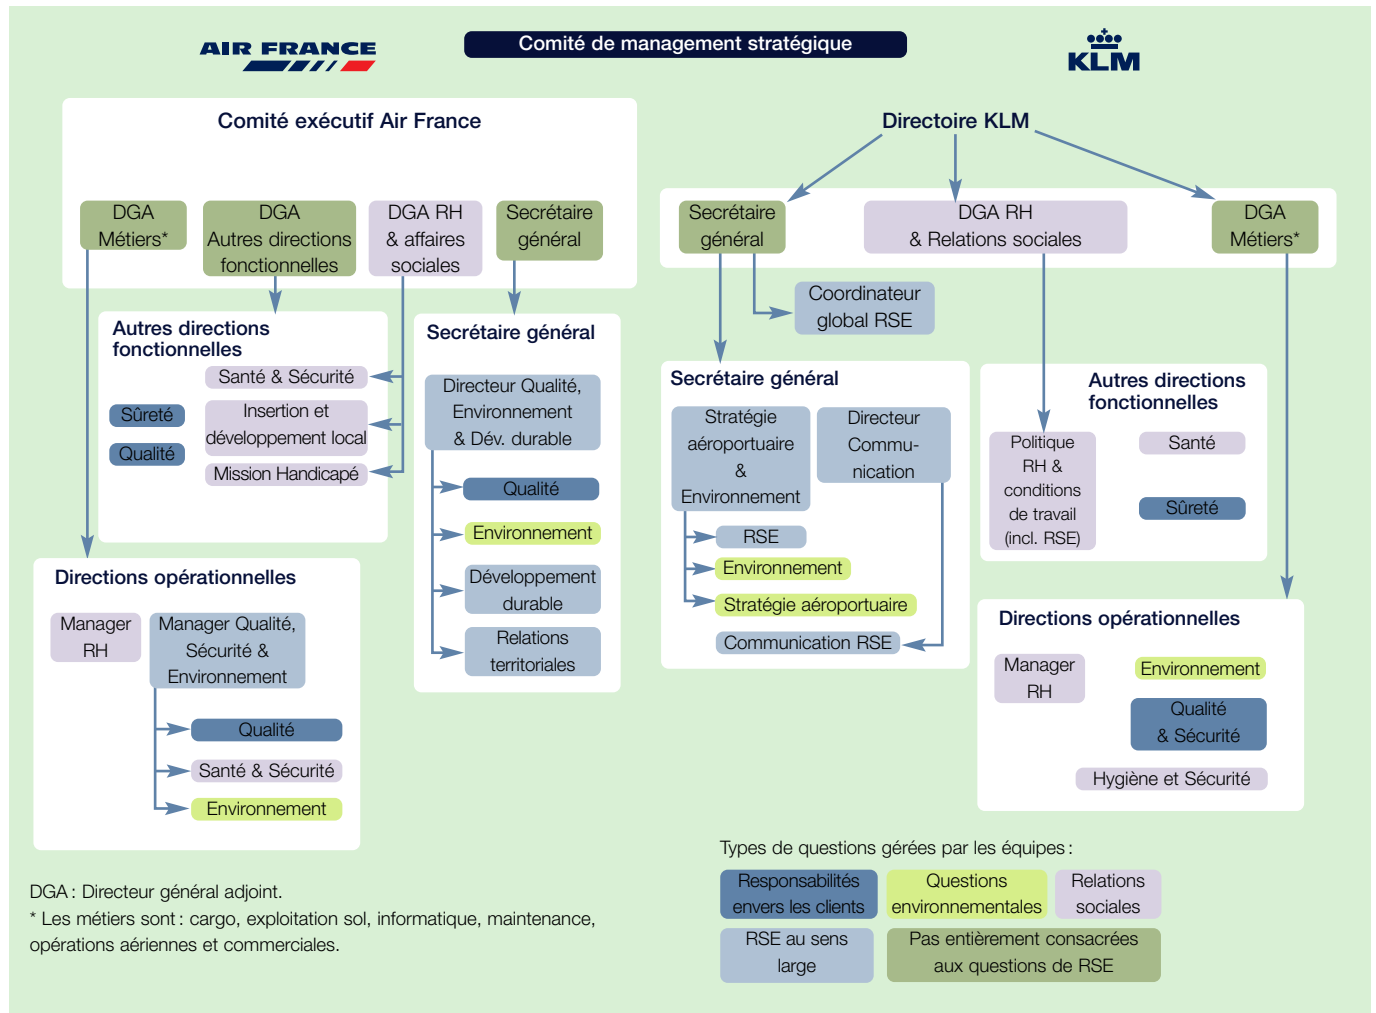 AIR FRANCE
Comité de management stratégique
KLM
Comité exécutif Air France
DGA
Métiers*
DGA
Autres directions
fonctionnelles
DGA RH
& affaires
sociales
Secrétaire
général
Autres directions
fonctionnelles
Santé & Sécurité
Sûreté
Insertion et
développement local
Qualité
Mission Handicapé
Secrétaire général
Directeur Qualité,
Environnement
& Dév. durable
Qualité
Environnement
Développement
durable
Relations
territoriales
Directions opérationnelles
Manager
RH
Manager Qualité,
Sécurité &
Environnement
Qualité
Santé & Sécurité
Environnement
Directoire KLM
Secrétaire
général
DGA RH
& Relations sociales
DGA
Métiers*
Coordinateur
global RSE
Secrétaire général
Stratégie
aéroportuaire
&
Environnement
Directeur
Commu-
nication
RSE
Environnement
Stratégie aéroportuaire
Communication RSE
Autres directions
fonctionnelles
Politique
RH &
conditions
de travail
(incl. RSE)
Santé
Sûreté
Directions opérationnelles
Manager
RH
Environnement
Qualité
& Sécurité
Hygiène et Sécurité
DGA : Directeur général adjoint.
* Les métiers sont : cargo, exploitation sol, informatique, maintenance,
opérations aériennes et commerciales.
Types de questions gérées par les équipes :
Responsabilités
envers les clients
Questions
environnementales
Relations
sociales
RSE au sens
large
Pas entièrement consacrées
aux questions de RSE